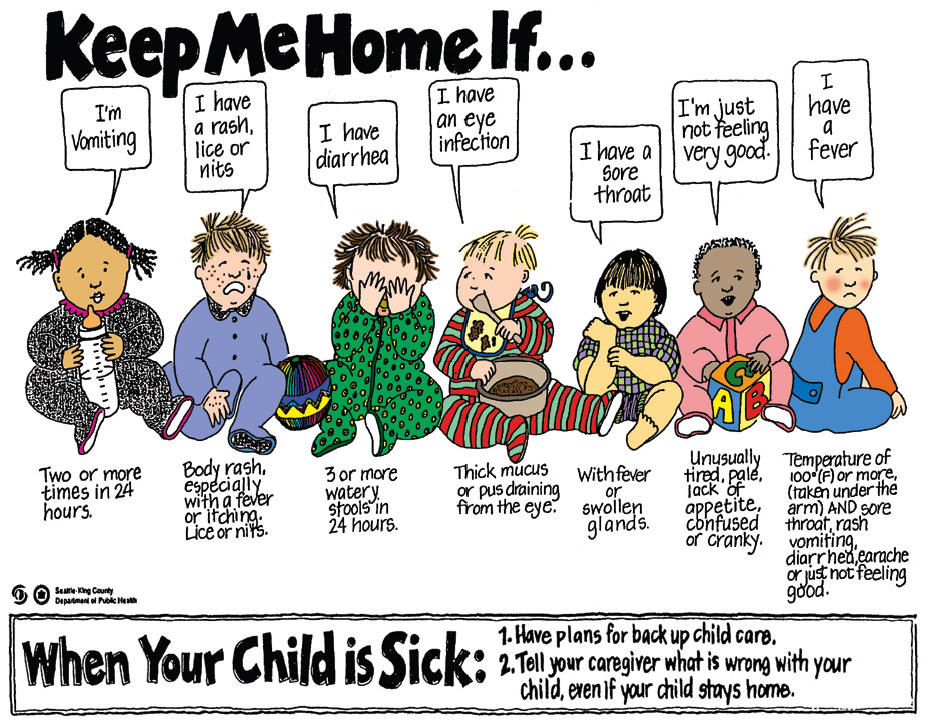 Keep Me Home If...
I'm
Vomiting
I have
a rash,
lice or
nits
I have
diarrhea
I have
an eye
infection
I have a
sore
throat
I'm just
not feeling
very good.
I
have
a
fever
Two or more
times in 24
hours.
Body rash,
especially
with a fever
or itching.
Lice or nits.
3 or more
watery
stools in
24 hours.
Thick mucus
or pus draining
from the eye.
With fever
or
swollen
glands.
Unusually
tired, pale,
lack of
appetite,
confused
or cranky.
Temperature of
100°(F) or more,
(taken under the
arm) AND sore
throat, rash
vomiting,
diarrhea, earache
or just not feeling
good.
C
A B
Seattle-King County
Department of Public Health
When Your Child is Sick:
1. Have plans for back up child care.
2. Tell your caregiver what is wrong with your
child, even if your child stays home.